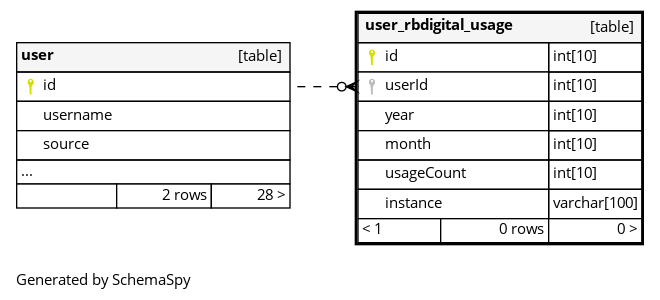 user [table]
id
username
source
...
2 rows 28 >
user_rbdigital_usage [table]
id int[10]
userId int[10]
year int[10]
month int[10]
usageCount int[10]
instance varchar[100]
< 1 0 rows 0 >
Generated by SchemaSpy